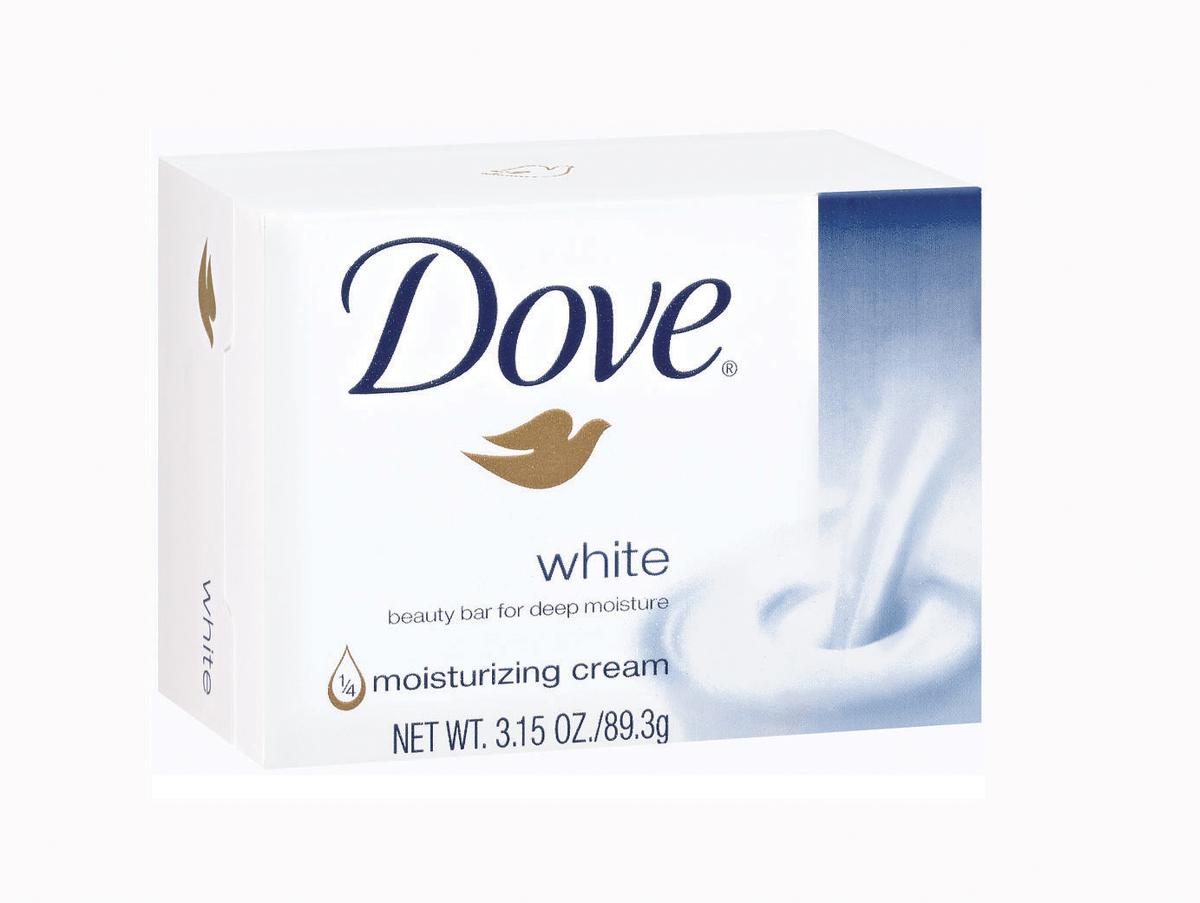 Dove®
white
beauty bar for deep moisture
1/4 moisturizing cream
NET WT. 3.15 OZ./89.3g
white